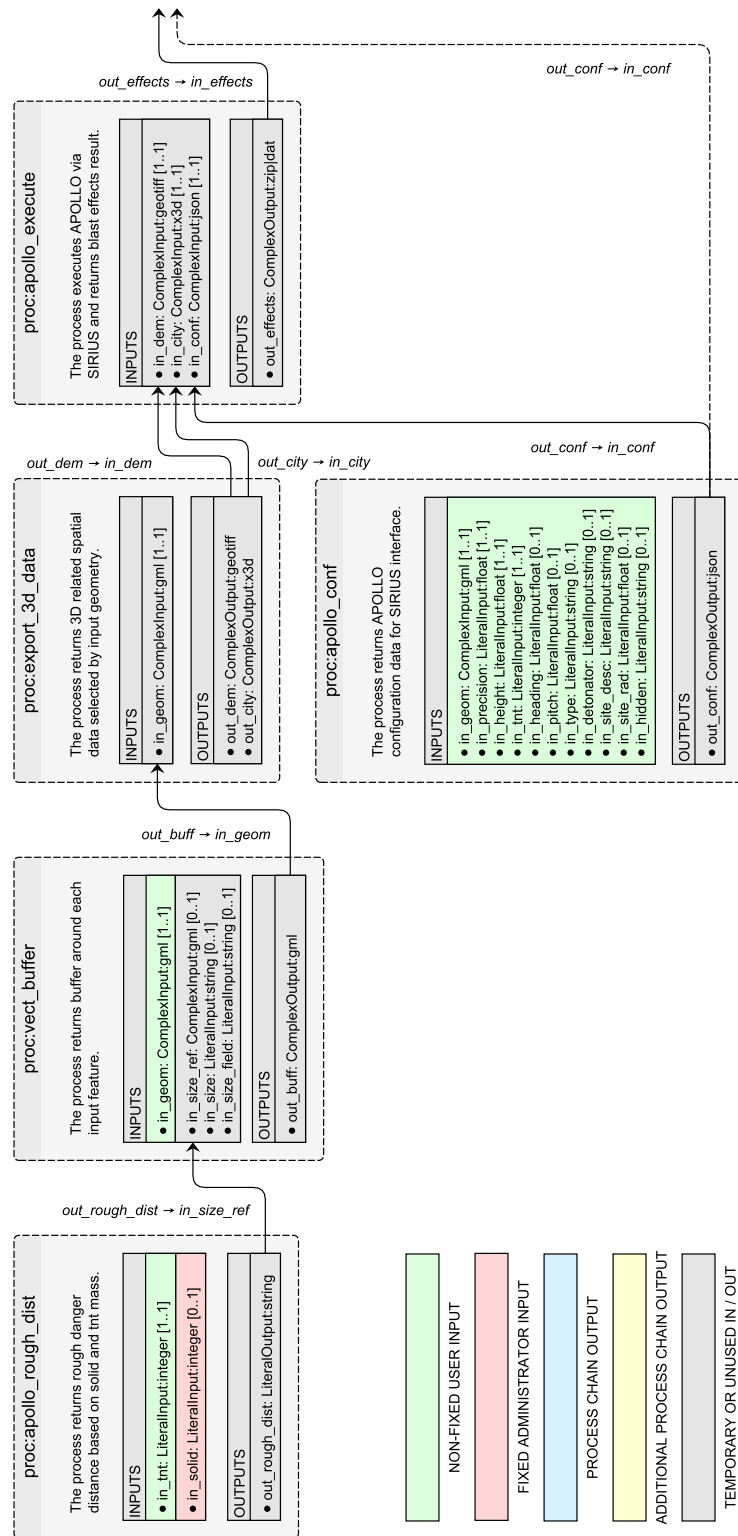 proc:apollo_rough_dist
The process returns rough danger
distance based on solid and tnt mass.
INPUTS
● in_tnt: LiteralInput:integer [1..1]
● in_solid: LiteralInput:integer [0..1]
OUTPUTS
● out_rough_dist: LiteralOutput:string
out_rough_dist → in_size_ref
proc:vect_buffer
The process returns buffer around each
input feature.
INPUTS
● in_geom: ComplexInput:gml [1..1]
● in_size_ref: ComplexInput:gml [0..1]
● in_size: LiteralInput:string [0..1]
● in_size_field: LiteralInput:string [0..1]
OUTPUTS
● out_buff: ComplexOutput:gml
out_buff → in_geom
proc:export_3d_data
The process returns 3D related spatial
data selected by input geometry.
INPUTS
● in_geom: ComplexInput:gml [1..1]
OUTPUTS
● out_dem: ComplexOutput:geotiff
● out_city: ComplexOutput:x3d
out_dem → in_dem
out_city → in_city
proc:apollo_execute
The process executes APOLLO via
SIRIUS and returns blast effects result.
INPUTS
● in_dem: ComplexInput:geotiff [1..1]
● in_city: ComplexInput:x3d [1..1]
● in_conf: ComplexInput:json [1..1]
OUTPUTS
● out_effects: ComplexOutput:zip|dat
out_effects → in_effects
proc:apollo_conf
The process returns APOLLO
configuration data for SIRIUS interface.
INPUTS
● in_geom: ComplexInput:gml [1..1]
● in_precision: LiteralInput:float [1..1]
● in_height: LiteralInput:float [1..1]
● in_tnt: LiteralInput:integer [1..1]
● in_heading: LiteralInput:float [0..1]
● in_pitch: LiteralInput:float [0..1]
● in_type: LiteralInput:string [0..1]
● in_detonator: LiteralInput:string [0..1]
● in_site_desc: LiteralInput:string [0..1]
● in_site_rad: LiteralInput:float [0..1]
● in_hidden: LiteralInput:string [0..1]
OUTPUTS
● out_conf: ComplexOutput:json
out_conf → in_conf
out_conf → in_conf
NON-FIXED USER INPUT
FIXED ADMINISTRATOR INPUT
PROCESS CHAIN OUTPUT
ADDITIONAL PROCESS CHAIN OUTPUT
TEMPORARY OR UNUSED IN / OUT